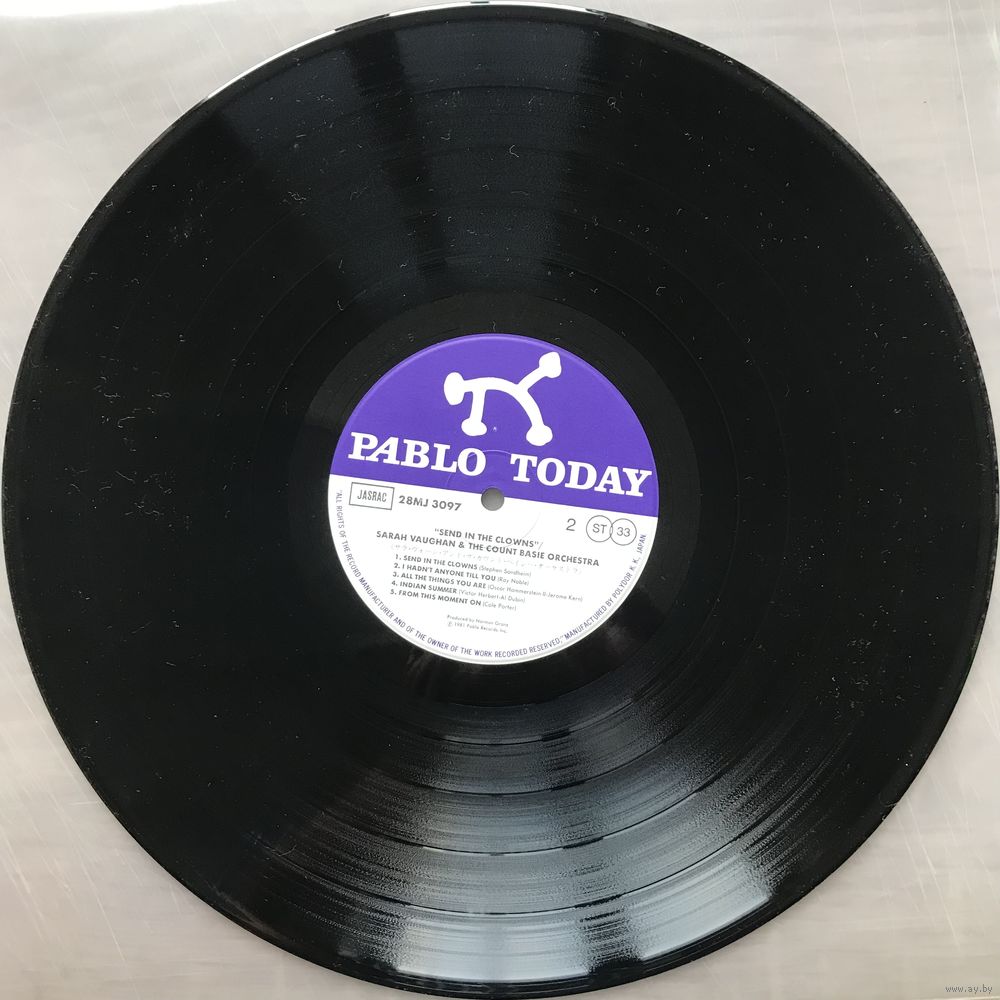 PABLO TODAY
JASRAC 28MJ 3097
2 ST 33
"SEND IN THE CLOWNS"
SARAH VAUGHAN & THE COUNT BASIE ORCHESTRA
1. SEND IN THE CLOWNS (Stephen Sondheim)
2. I HADN'T ANYONE TILL YOU (Ray Noble)
3. ALL THE THINGS YOU ARE (Oscar Hammerstein II-Jerome Kern)
4. INDIAN SUMMER (Victor Herbert-Al Dubin)
5. FROM THIS MOMENT ON (Cole Porter)
Produced by Norman Granz
℗ 1981 Pablo Records Inc.
"ALL RIGHTS OF THE RECORD MANUFACTURER AND OF THE OWNER OF THE WORK RECORDED RESERVED," MANUFACTURED BY POLYDOR K. K. JAPAN
www.ay.by